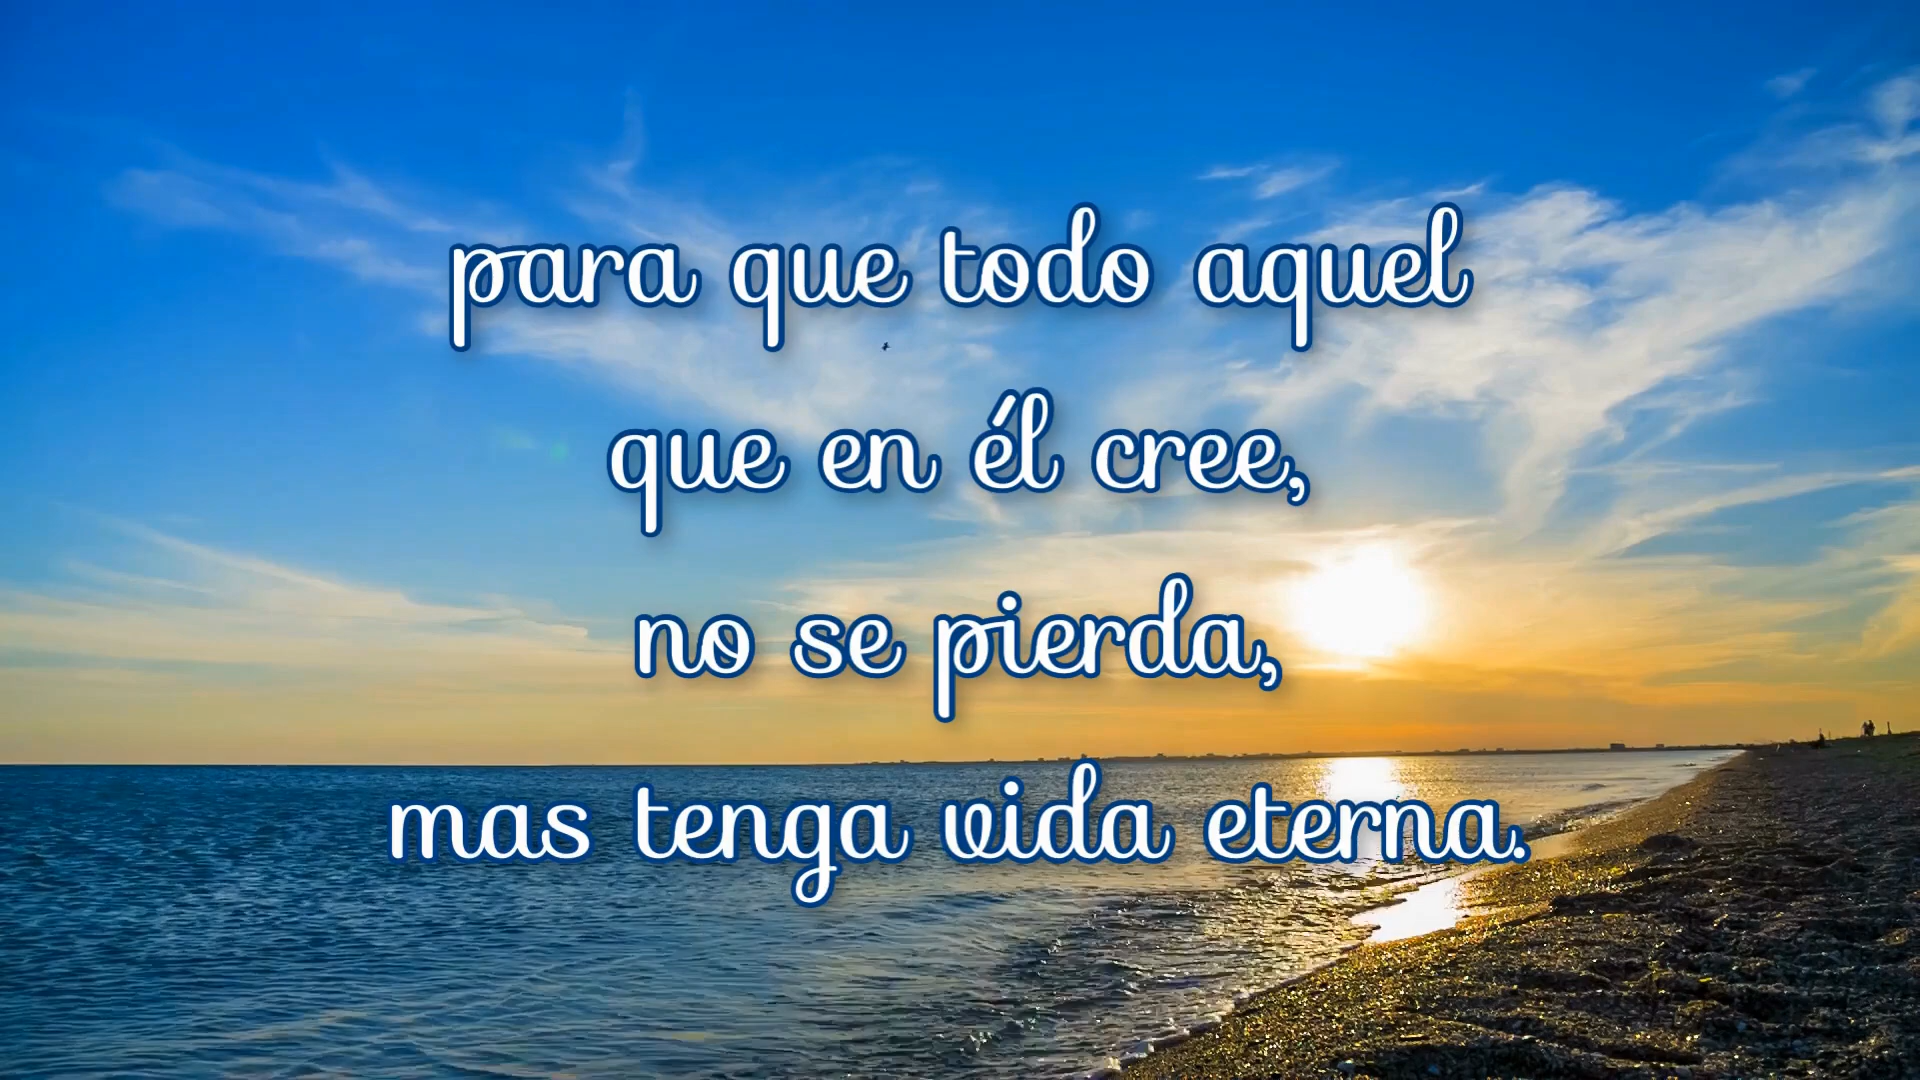 para que todo aquel
que en él cree,
no se pierda,
mas tenga vida eterna.